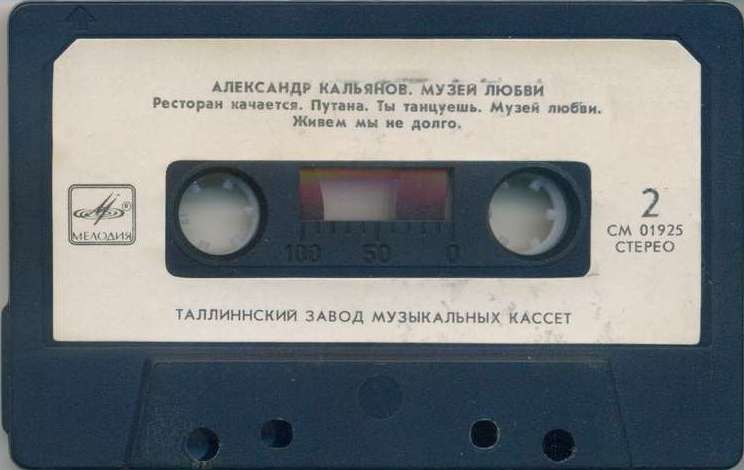 АЛЕКСАНДР КАЛЬЯНОВ. МУЗЕЙ ЛЮБВИ
Ресторан качается. Путана. Ты танцуешь. Музей любви.
Живем мы не долго.
МЕЛОДИЯ
®
2
СМ 01925
СТЕРЕО
100 50 0
ТАЛЛИННСКИЙ ЗАВОД МУЗЫКАЛЬНЫХ КАССЕТ